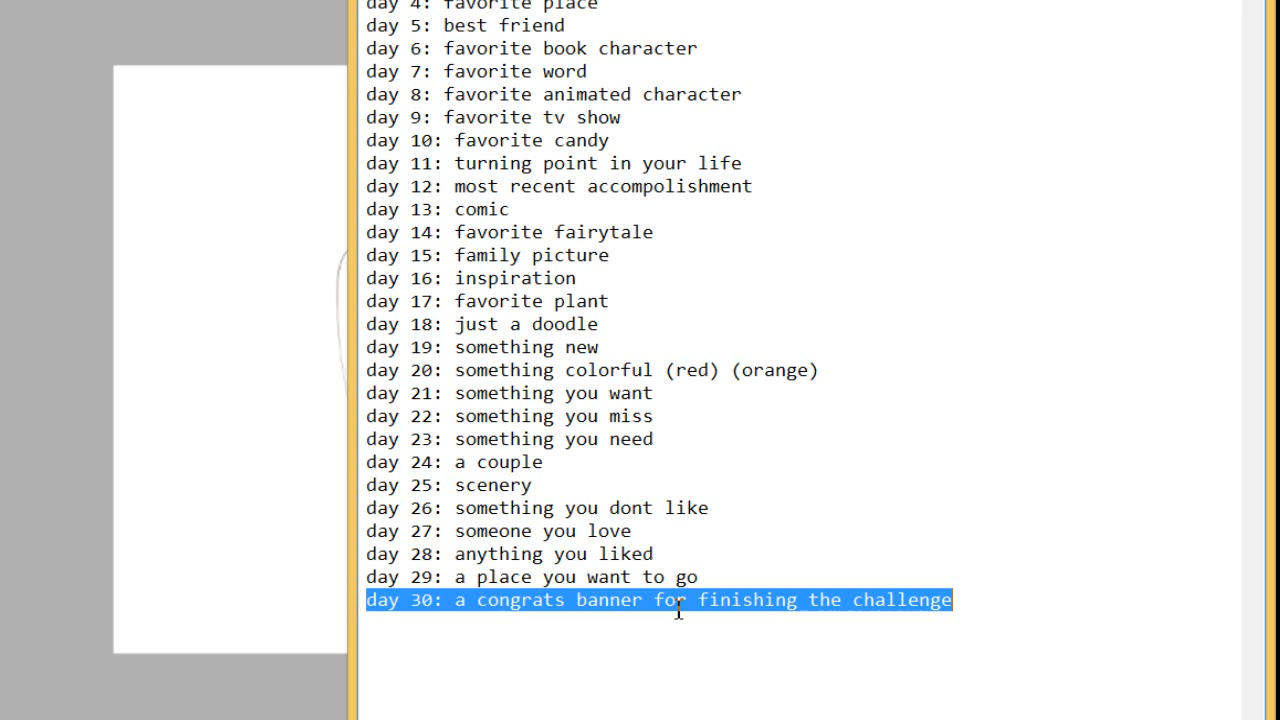 day 4: favorite place
day 5: best friend
day 6: favorite book character
day 7: favorite word
day 8: favorite animated character
day 9: favorite tv show
day 10: favorite candy
day 11: turning point in your life
day 12: most recent accompolishment
day 13: comic
day 14: favorite fairytale
day 15: family picture
day 16: inspiration
day 17: favorite plant
day 18: just a doodle
day 19: something new
day 20: something colorful (red) (orange)
day 21: something you want
day 22: something you miss
day 23: something you need
day 24: a couple
day 25: scenery
day 26: something you dont like
day 27: someone you love
day 28: anything you liked
day 29: a place you want to go
day 30: a congrats banner for finishing the challenge